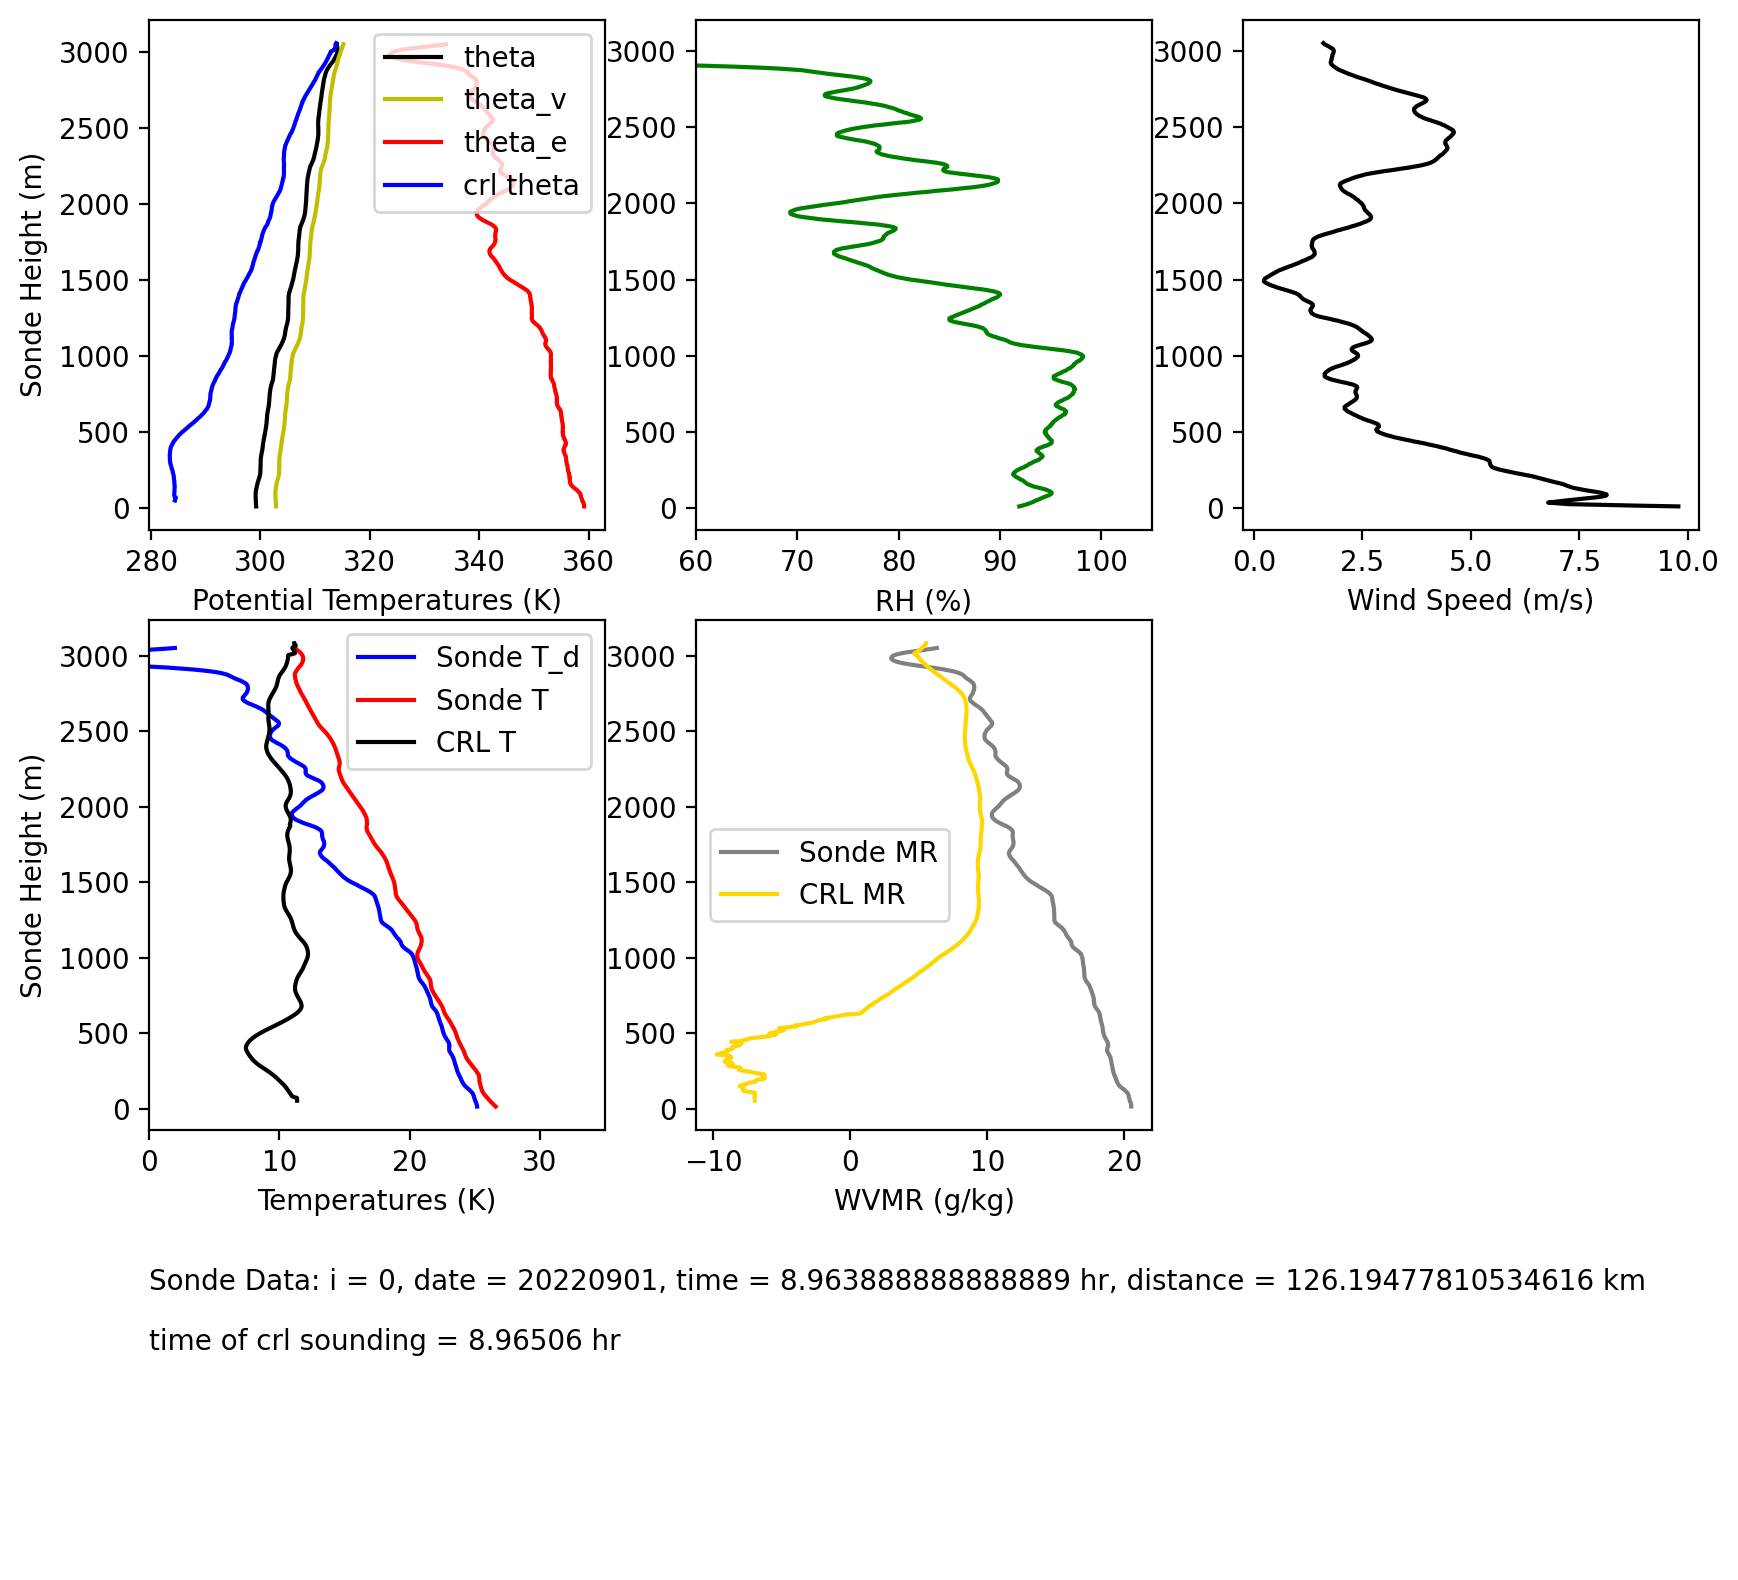 3000
2500
2000
1500
1000
500
0
Sonde Height (m)
theta
theta_v
theta_e
crl theta
280 300 320 340 360
Potential Temperatures (K)
3000
2500
2000
1500
1000
500
0
60 70 80 90 100
RH (%)
3000
2500
2000
1500
1000
500
0
0.0 2.5 5.0 7.5 10.0
Wind Speed (m/s)
3000
2500
2000
1500
1000
500
0
Sonde Height (m)
Sonde T_d
Sonde T
CRL T
0 10 20 30
Temperatures (K)
3000
2500
2000
1500
1000
500
0
Sonde MR
CRL MR
−10 0 10 20
WVMR (g/kg)
Sonde Data: i = 0, date = 20220901, time = 8.963888888888889 hr, distance = 126.19477810534616 km
time of crl sounding = 8.96506 hr